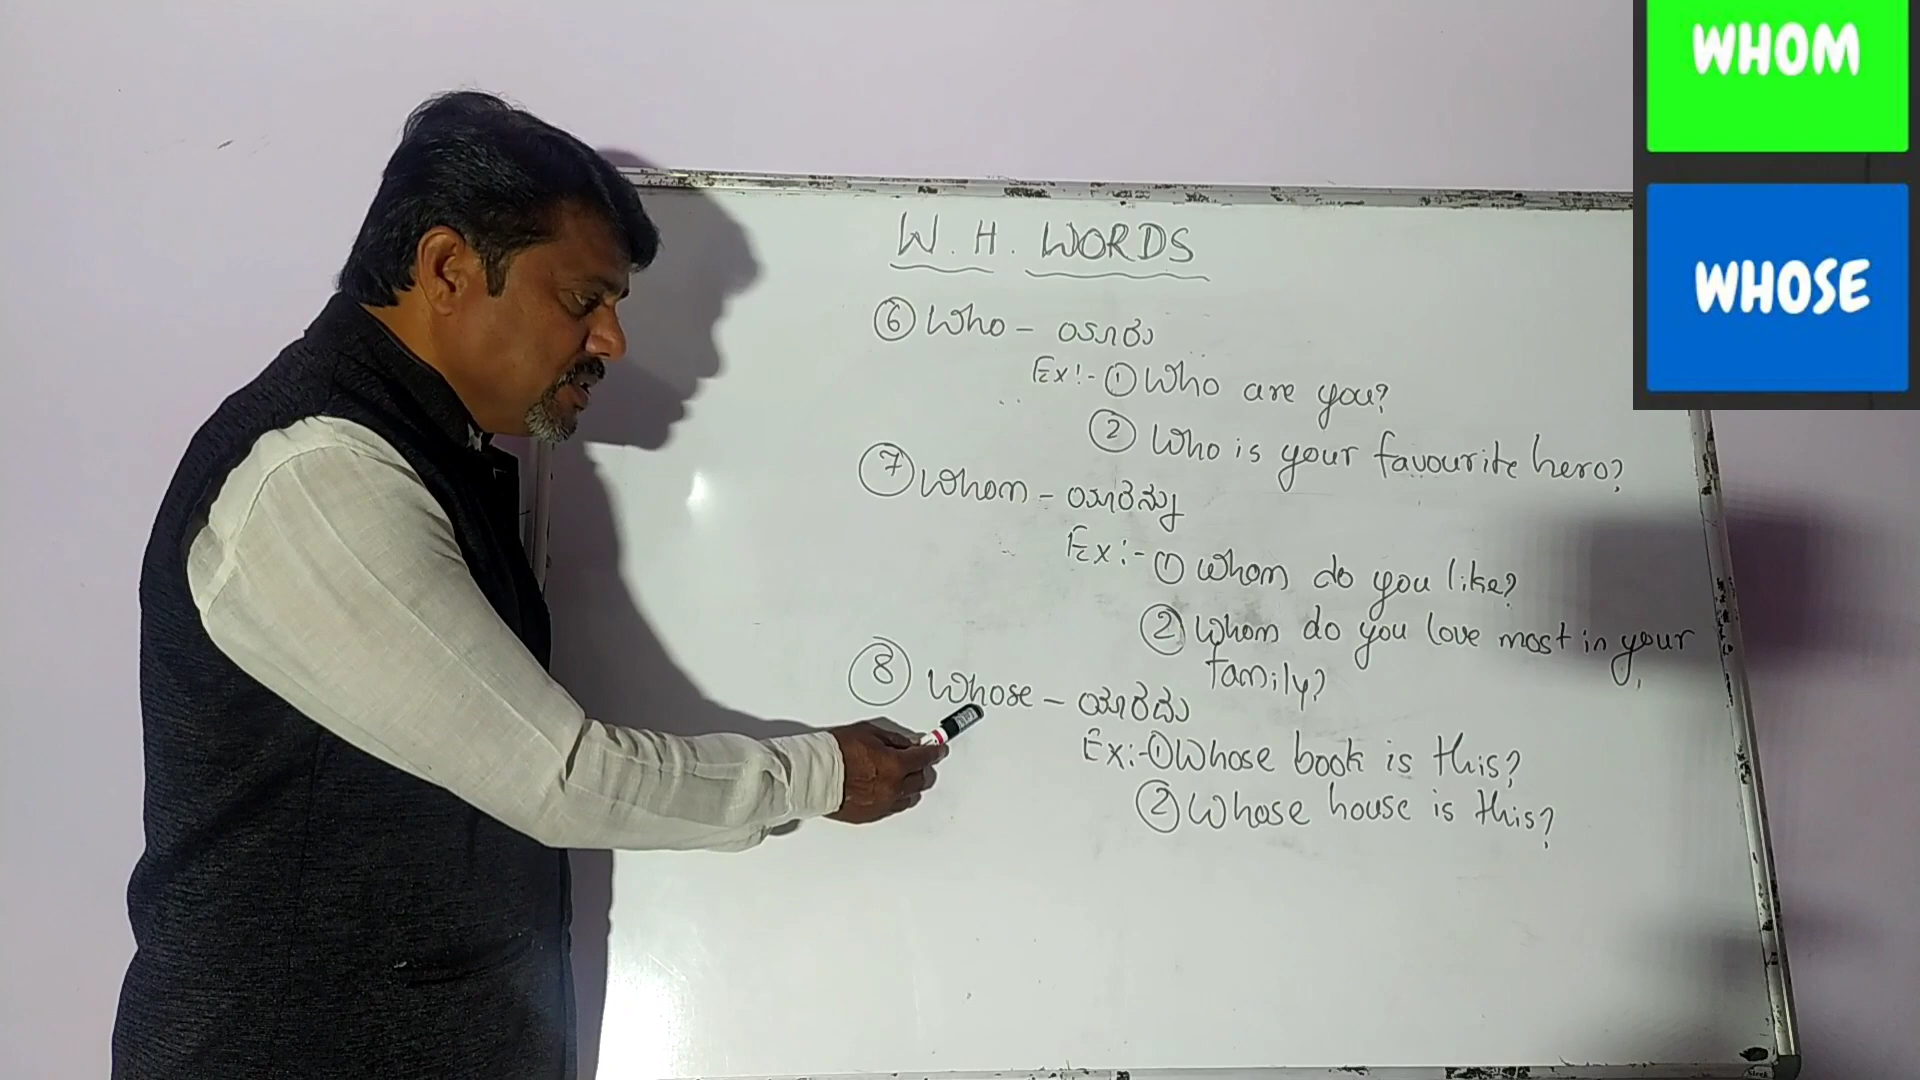 W. H. WORDS
6 Who - ಯಾರು
Ex:- 1 Who are you?
2 Who is your favourite hero?
7 Whom - ಯಾರನ್ನು
Ex:- 1 Whom do you like?
2 Whom do you love most in your
family?
8 Whose - ಯಾರದು
Ex:- 1 Whose book is this?
2 Whose house is this?
WHOM
WHOSE